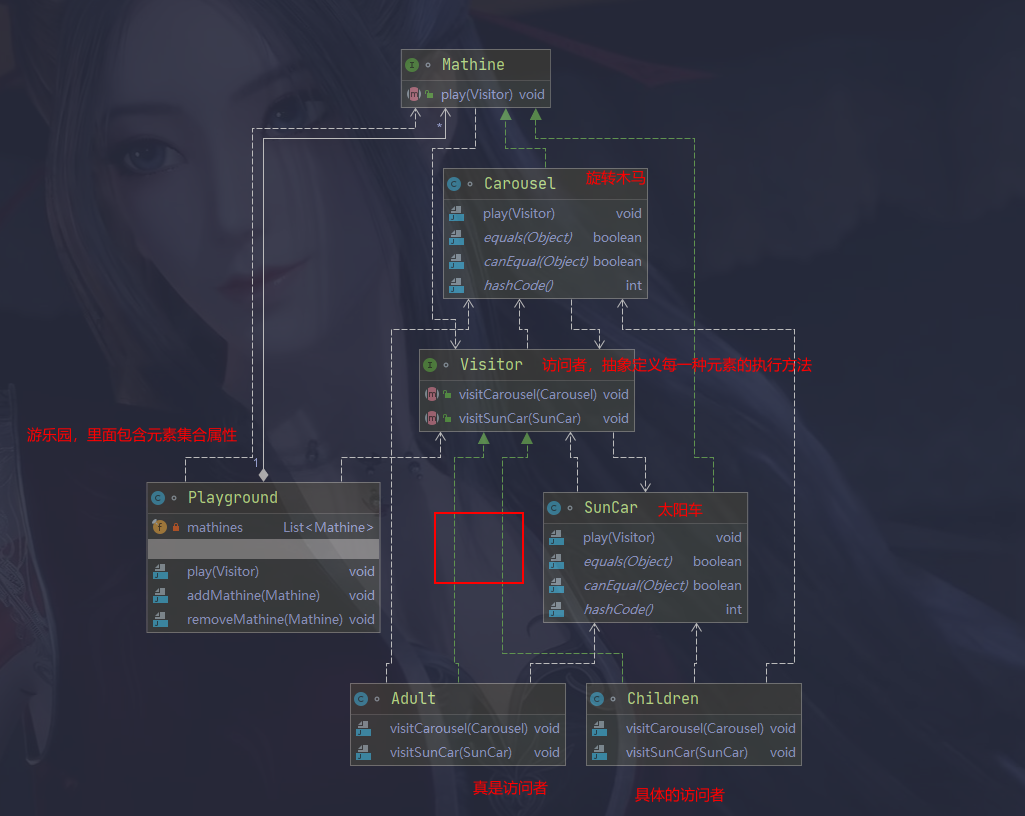 Mathine
play(Visitor) void
*
Carousel 旋转木马
play(Visitor) void
equals(Object) boolean
canEqual(Object) boolean
hashCode() int
Visitor 访问者，抽象定义每一种元素的执行方法
visitCarousel(Carousel) void
visitSunCar(SunCar) void
游乐园，里面包含元素集合属性
1
Playground
mathines List<Mathine>
play(Visitor) void
addMathine(Mathine) void
removeMathine(Mathine) void
SunCar 太阳车
play(Visitor) void
equals(Object) boolean
canEqual(Object) boolean
hashCode() int
Adult
visitCarousel(Carousel) void
visitSunCar(SunCar) void
真是访问者
Children
visitCarousel(Carousel) void
visitSunCar(SunCar) void
具体的访问者